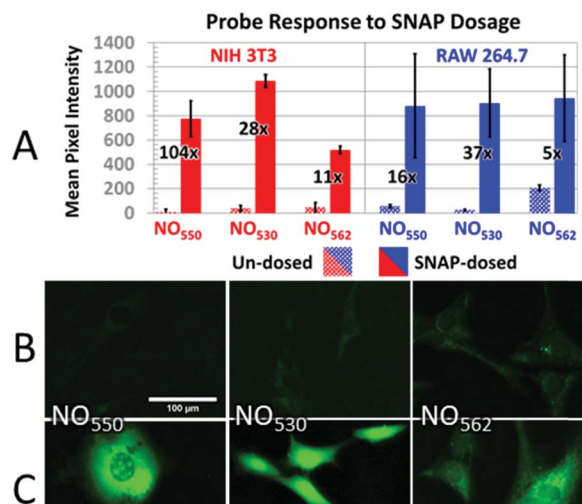 Probe Response to SNAP Dosage
A
Mean Pixel Intensity
1400
1200
1000
800
600
400
200
0
NIH 3T3
RAW 264.7
104x
28x
11x
16x
37x
5x
NO550
NO530
NO562
NO550
NO530
NO562
Un-dosed
SNAP-dosed
B
100 µm
NO550
NO530
NO562
C